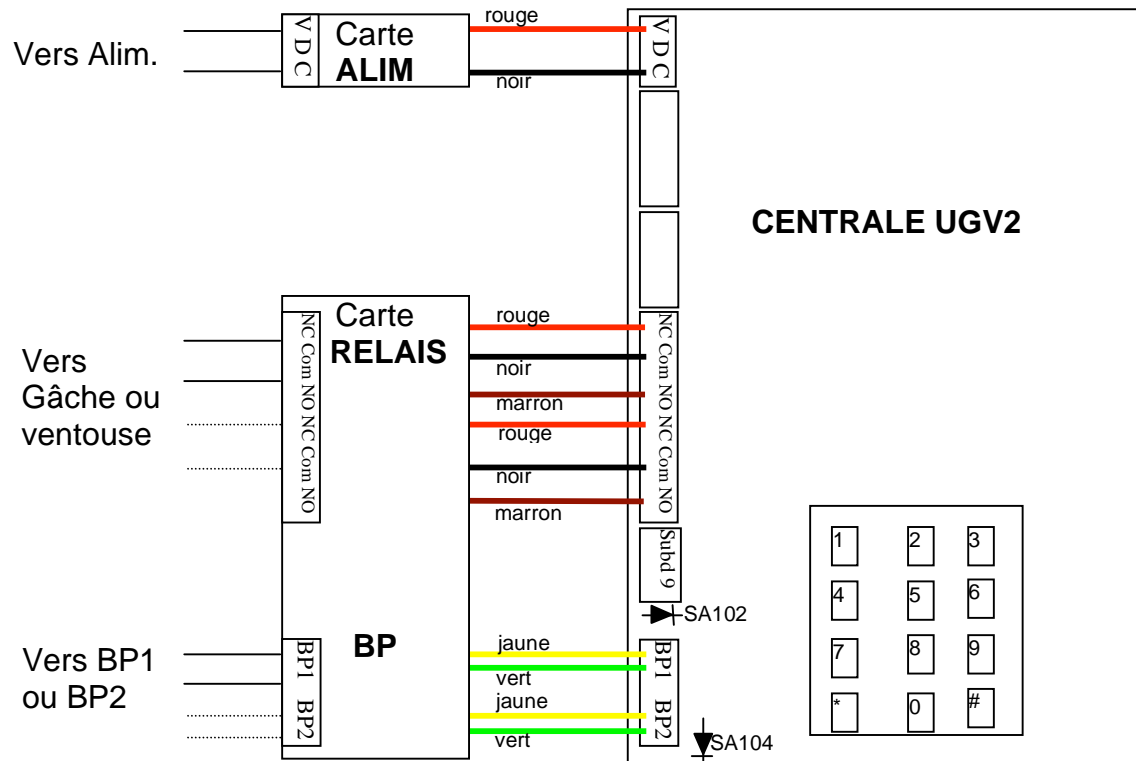 Vers Alim.
V D C
Carte
ALIM
rouge
noir
V D C
CENTRALE UGV2
Vers
Gâche ou
ventouse
NC Com NO NC Com NO
Carte
RELAIS
rouge
noir
marron
rouge
noir
marron
NC Com NO NC Com NO
Subd 9
SA102
Vers BP1
ou BP2
BP1 BP2
BP
jaune
vert
jaune
vert
BP1 BP2
SA104
1 2 3
4 5 6
7 8 9
* 0 #